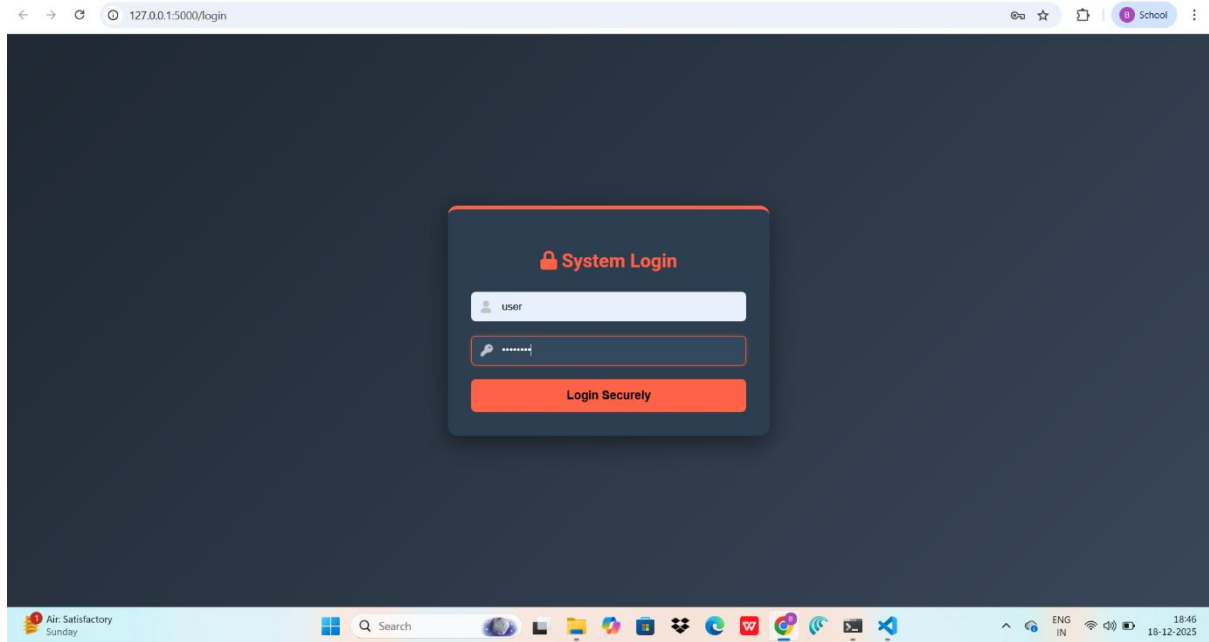 127.0.0.1:5000/login
B School
System Login
user
••••••••
Login Securely
1
Air: Satisfactory
Sunday
Search
W
ENG
IN
18:46
18-12-2025